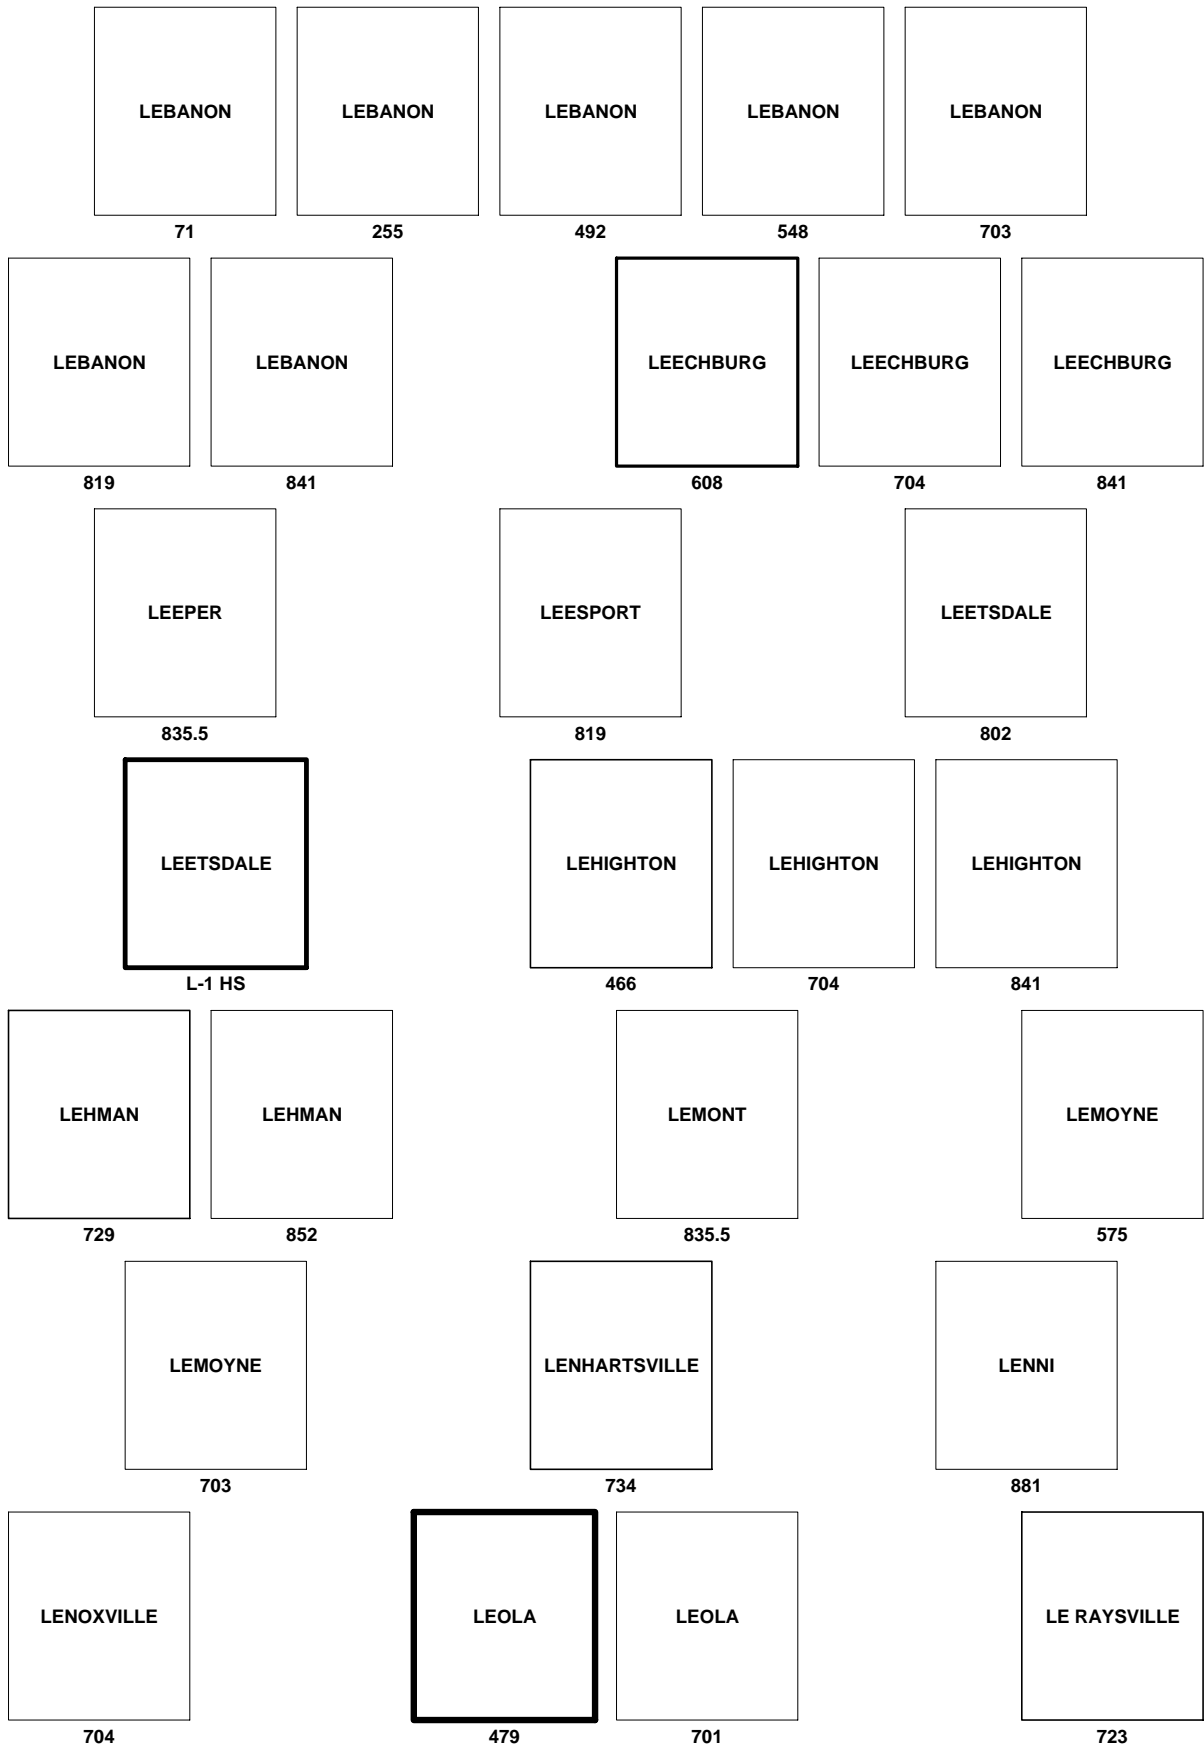 LEBANON LEBANON LEBANON LEBANON LEBANON
71 255 492 548 703
LEBANON LEBANON LEECHBURG LEECHBURG LEECHBURG
819 841 608 704 841
LEEPER LEESPORT LEETSDALE
835.5 819 802
LEETSDALE LEHIGHTON LEHIGHTON LEHIGHTON
L-1 HS 466 704 841
LEHMAN LEHMAN LEMONT LEMOYNE
729 852 835.5 575
LEMOYNE LENHARTSVILLE LENNI
703 734 881
LENOXVILLE LEOLA LEOLA LE RAYSVILLE
704 479 701 723